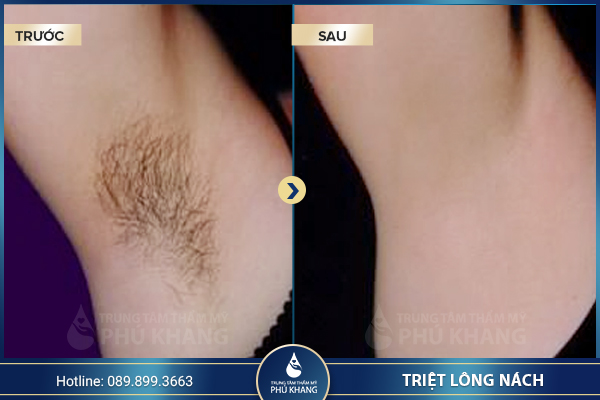 TRƯỚC
SAU
TRUNG TÂM THẨM MỸ
PHÚ KHANG
TRUNG TÂM THẨM MỸ
PHÚ KHANG
Hotline: 089.899.3663
TRUNG TÂM THẨM MỸ
PHÚ KHANG
TRIỆT LÔNG NÁCH